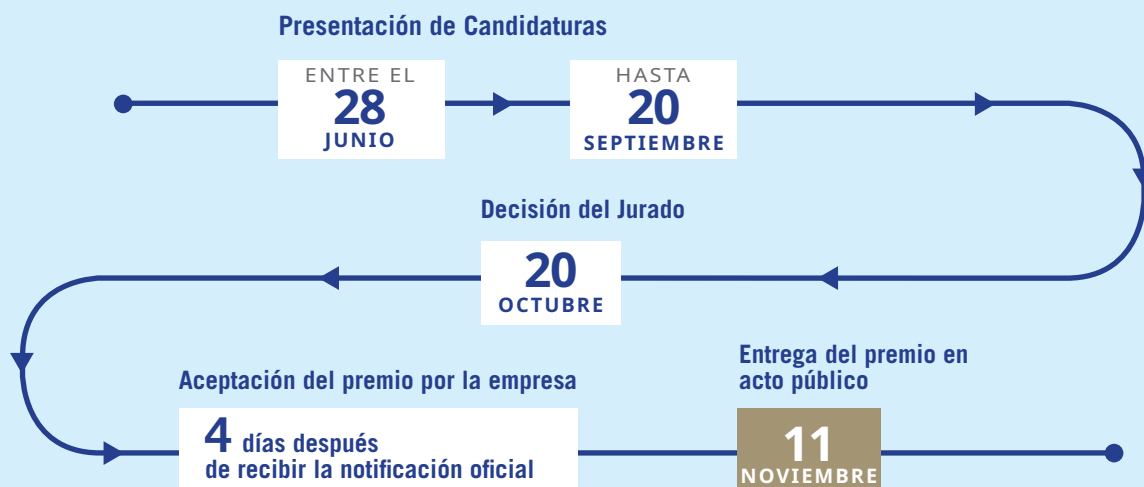 Presentación de Candidaturas
ENTRE EL
28
JUNIO
HASTA
20
SEPTIEMBRE
Decisión del Jurado
20
OCTUBRE
Aceptación del premio por la empresa
4 días después
de recibir la notificación oficial
Entrega del premio en
acto público
11
NOVIEMBRE